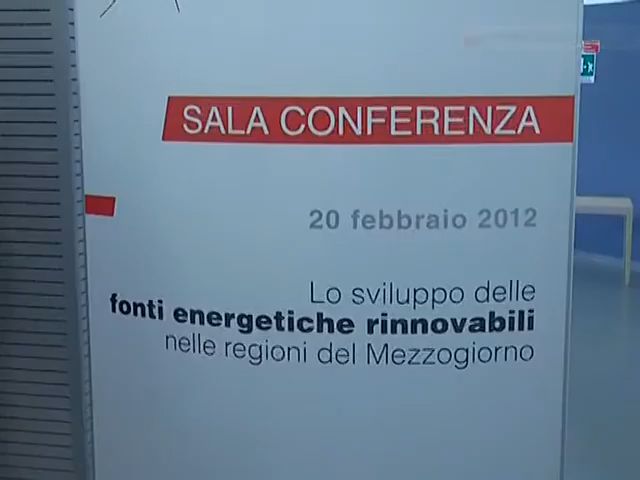 SALA CONFERENZA
20 febbraio 2012
Lo sviluppo delle
fonti energetiche rinnovabili
nelle regioni del Mezzogiorno